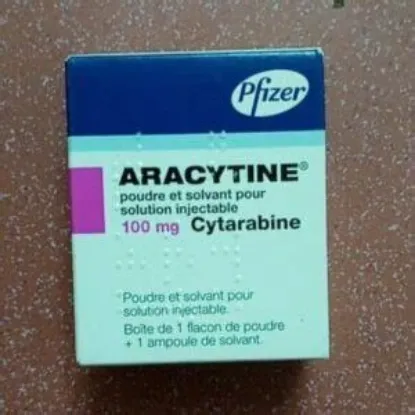 Pfizer
ARACYTINE®
poudre et solvant pour
solution injectable
100 mg Cytarabine
Poudre et solvant pour
solution injectable.
Boîte de 1 flacon de poudre
+ 1 ampoule de solvant.